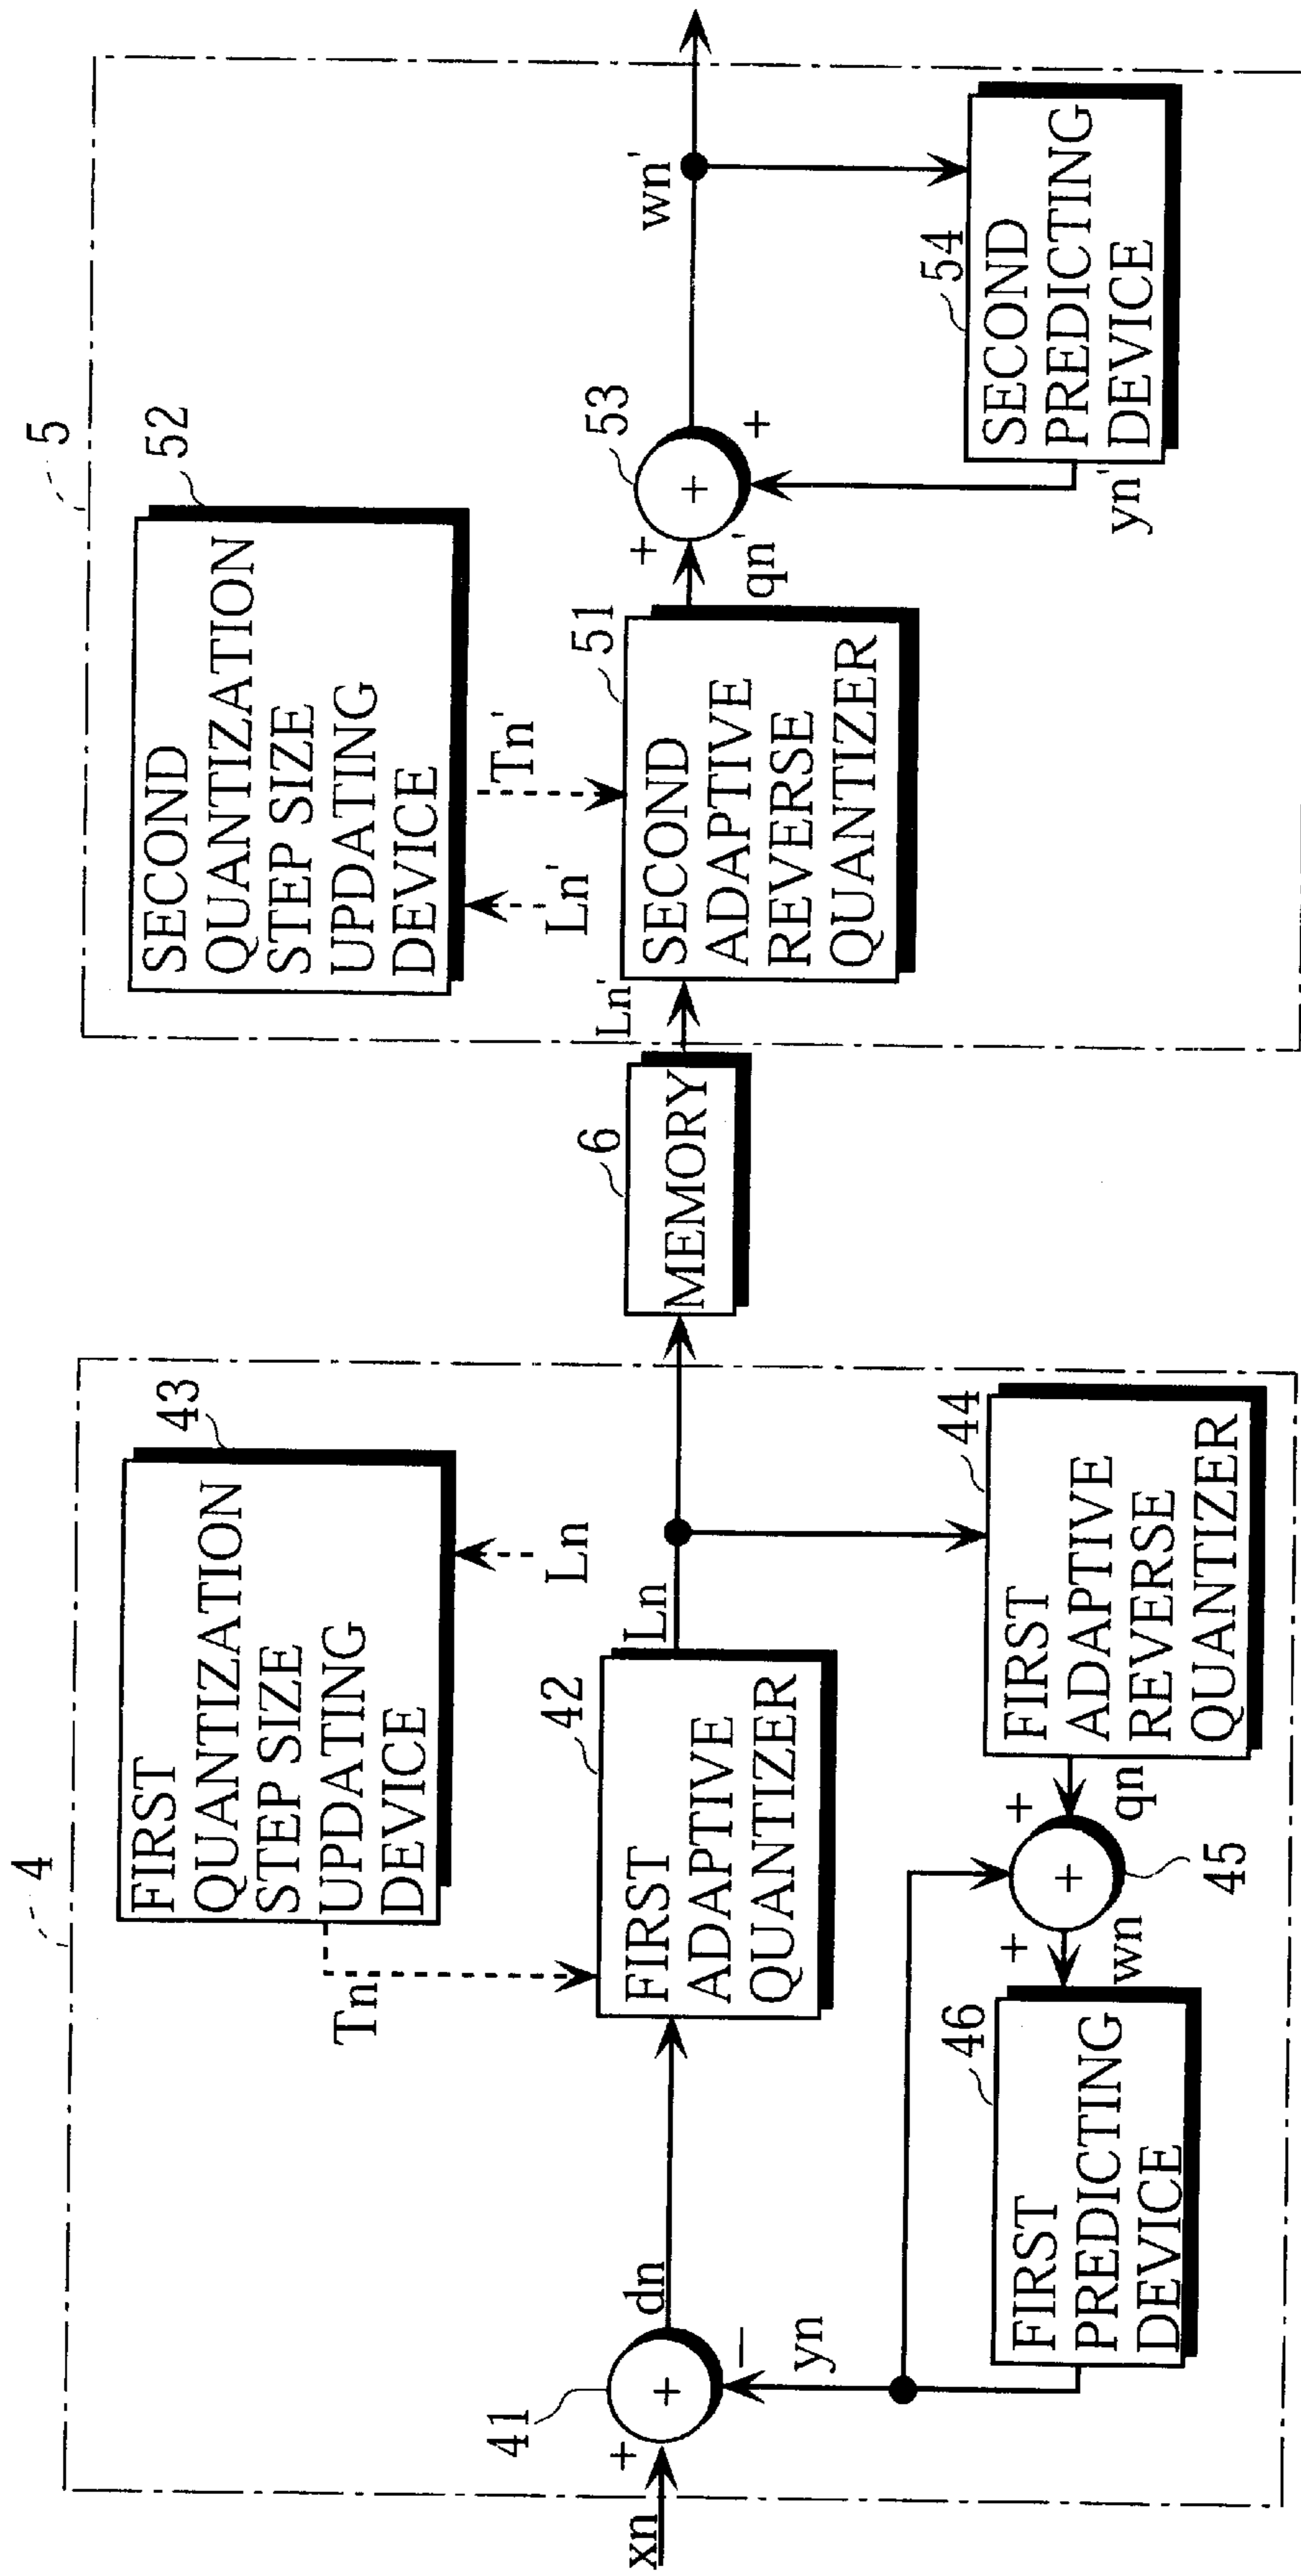 4
FIRST
QUANTIZATION
STEP SIZE
UPDATING
DEVICE
43
Tn
Ln
xn
+
41
+
−
dn
yn
FIRST
ADAPTIVE
QUANTIZER
42
Ln
FIRST
ADAPTIVE
REVERSE
QUANTIZER
44
qn
+
+
+
45
wn
FIRST
PREDICTING
DEVICE
46
MEMORY
6
5
SECOND
QUANTIZATION
STEP SIZE
UPDATING
DEVICE
52
Ln'
Tn'
Ln'
SECOND
ADAPTIVE
REVERSE
QUANTIZER
51
qn'
+
+
+
53
wn'
yn'
SECOND
PREDICTING
DEVICE
54